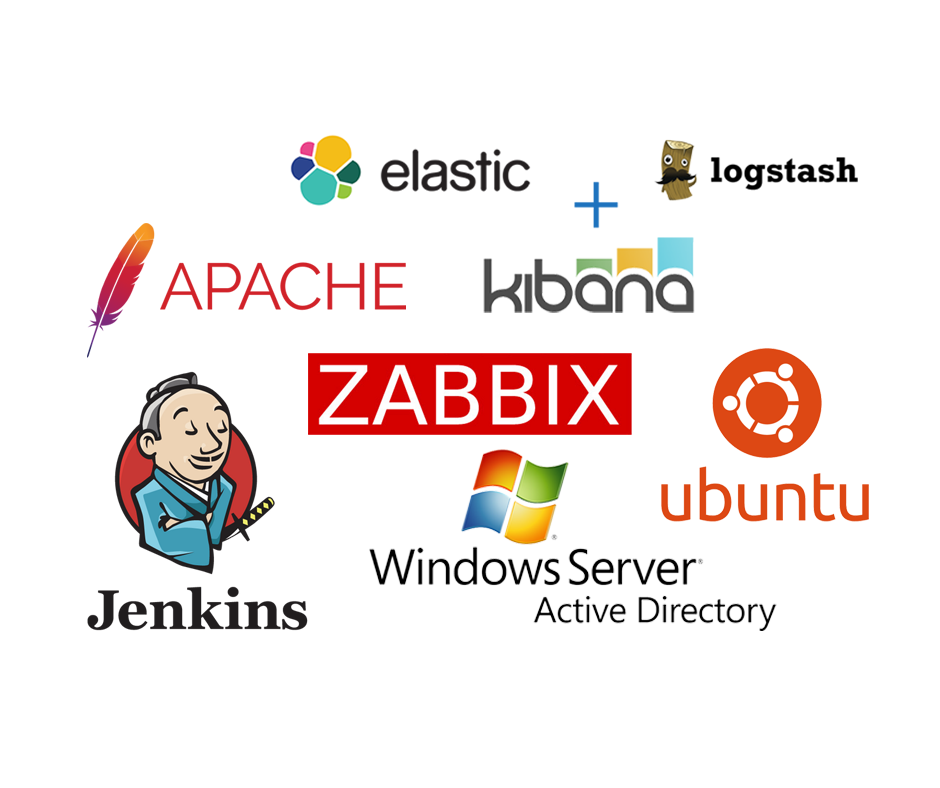 elastic
logstash
+
APACHE
kibana
ZABBIX
ubuntu
Jenkins
Windows Server®
Active Directory